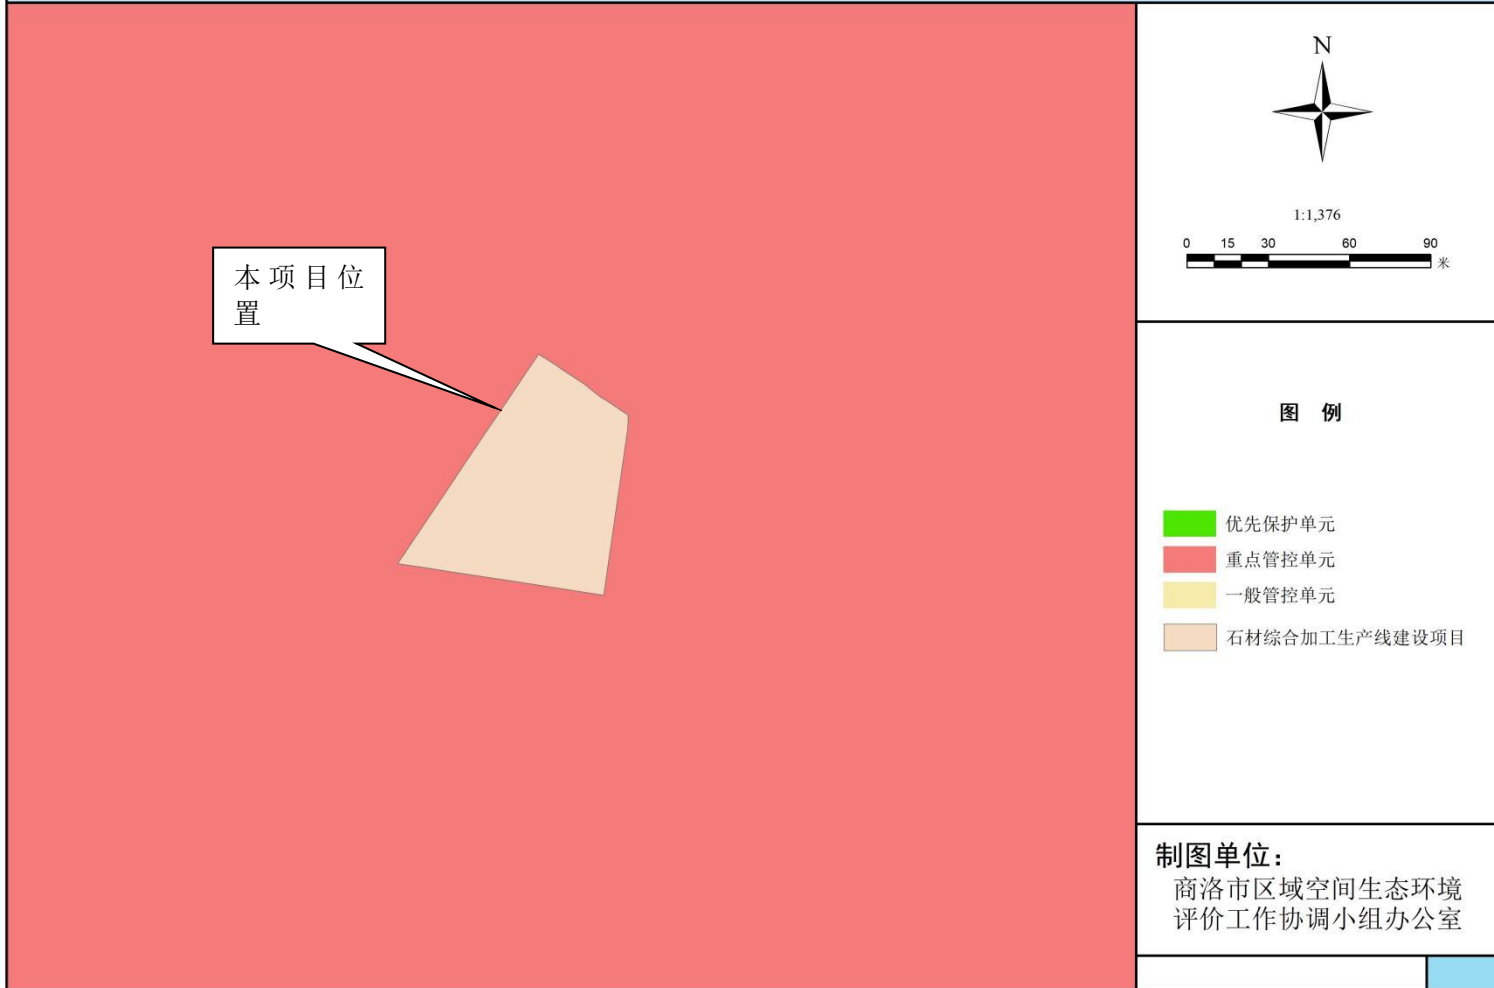 本项目位
置
N
1:1,376
0 15 30 60 90
米
图 例
优先保护单元
重点管控单元
一般管控单元
石材综合加工生产线建设项目
制图单位：
商洛市区域空间生态环境
评价工作协调小组办公室